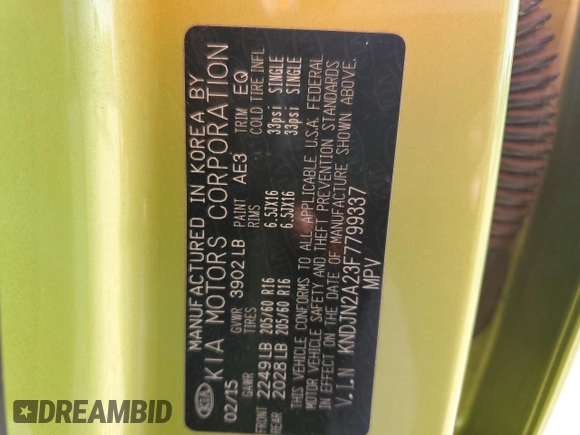 MANUFACTURED IN KOREA BY
KIA MOTORS CORPORATION
02/15 GVWR 3902LB PAINT AE3 TRIM EQ
GAWR RIMS COLD TIRE INFL
FRONT 2249LB 205/60 R16 6.5JX16 33psi SINGLE
REAR 2028LB 205/60 R16 6.5JX16 33psi SINGLE
THIS VEHICLE CONFORMS TO ALL APPLICABLE U.S.A. FEDERAL
MOTOR VEHICLE SAFETY AND THEFT PREVENTION STANDARDS
IN EFFECT ON THE DATE OF MANUFACTURE SHOWN ABOVE.
V.I.N KNDJN2A23F7799337
MPV
KIA
DREAMBID